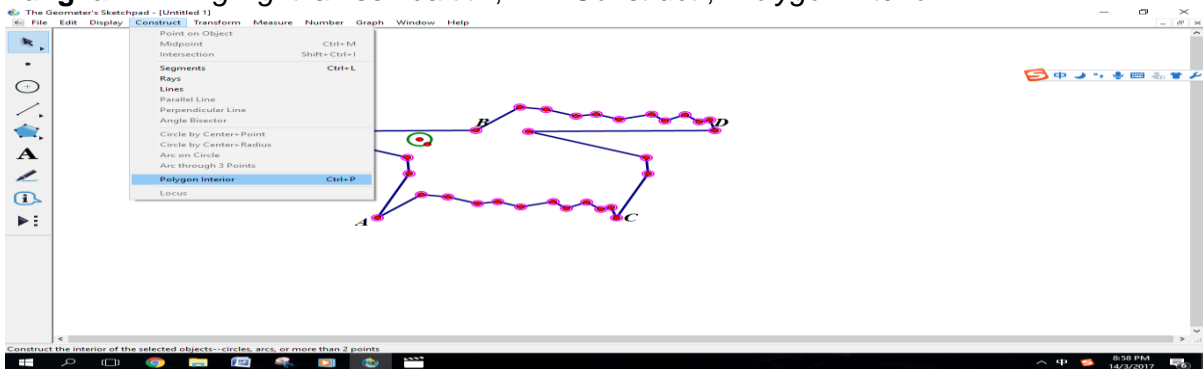 The Geometer's Sketchpad - [Untitled 1]
File Edit Display Construct Transform Measure Number Graph Window Help
Point on Object
Midpoint Ctrl+M
Intersection Shift+Ctrl+I
Segments Ctrl+L
Rays
Lines
Parallel Line
Perpendicular Line
Angle Bisector
Circle by Center+Point
Circle by Center+Radius
Arc on Circle
Arc through 3 Points
Polygon Interior Ctrl+P
Locus
B
D
A
C
A
中
Construct the interior of the selected objects--circles, arcs, or more than 2 points
中
8:58 PM
14/3/2017